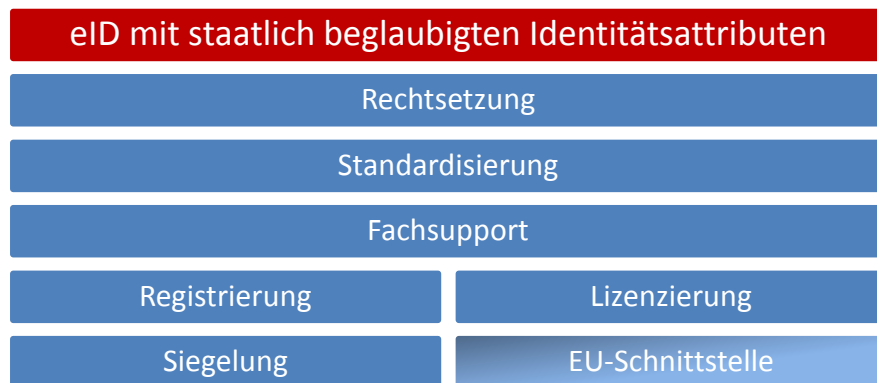 eID mit staatlich beglaubigten Identitätsattributen
Rechtsetzung
Standardisierung
Fachsupport
Registrierung
Lizenzierung
Siegelung
EU-Schnittstelle